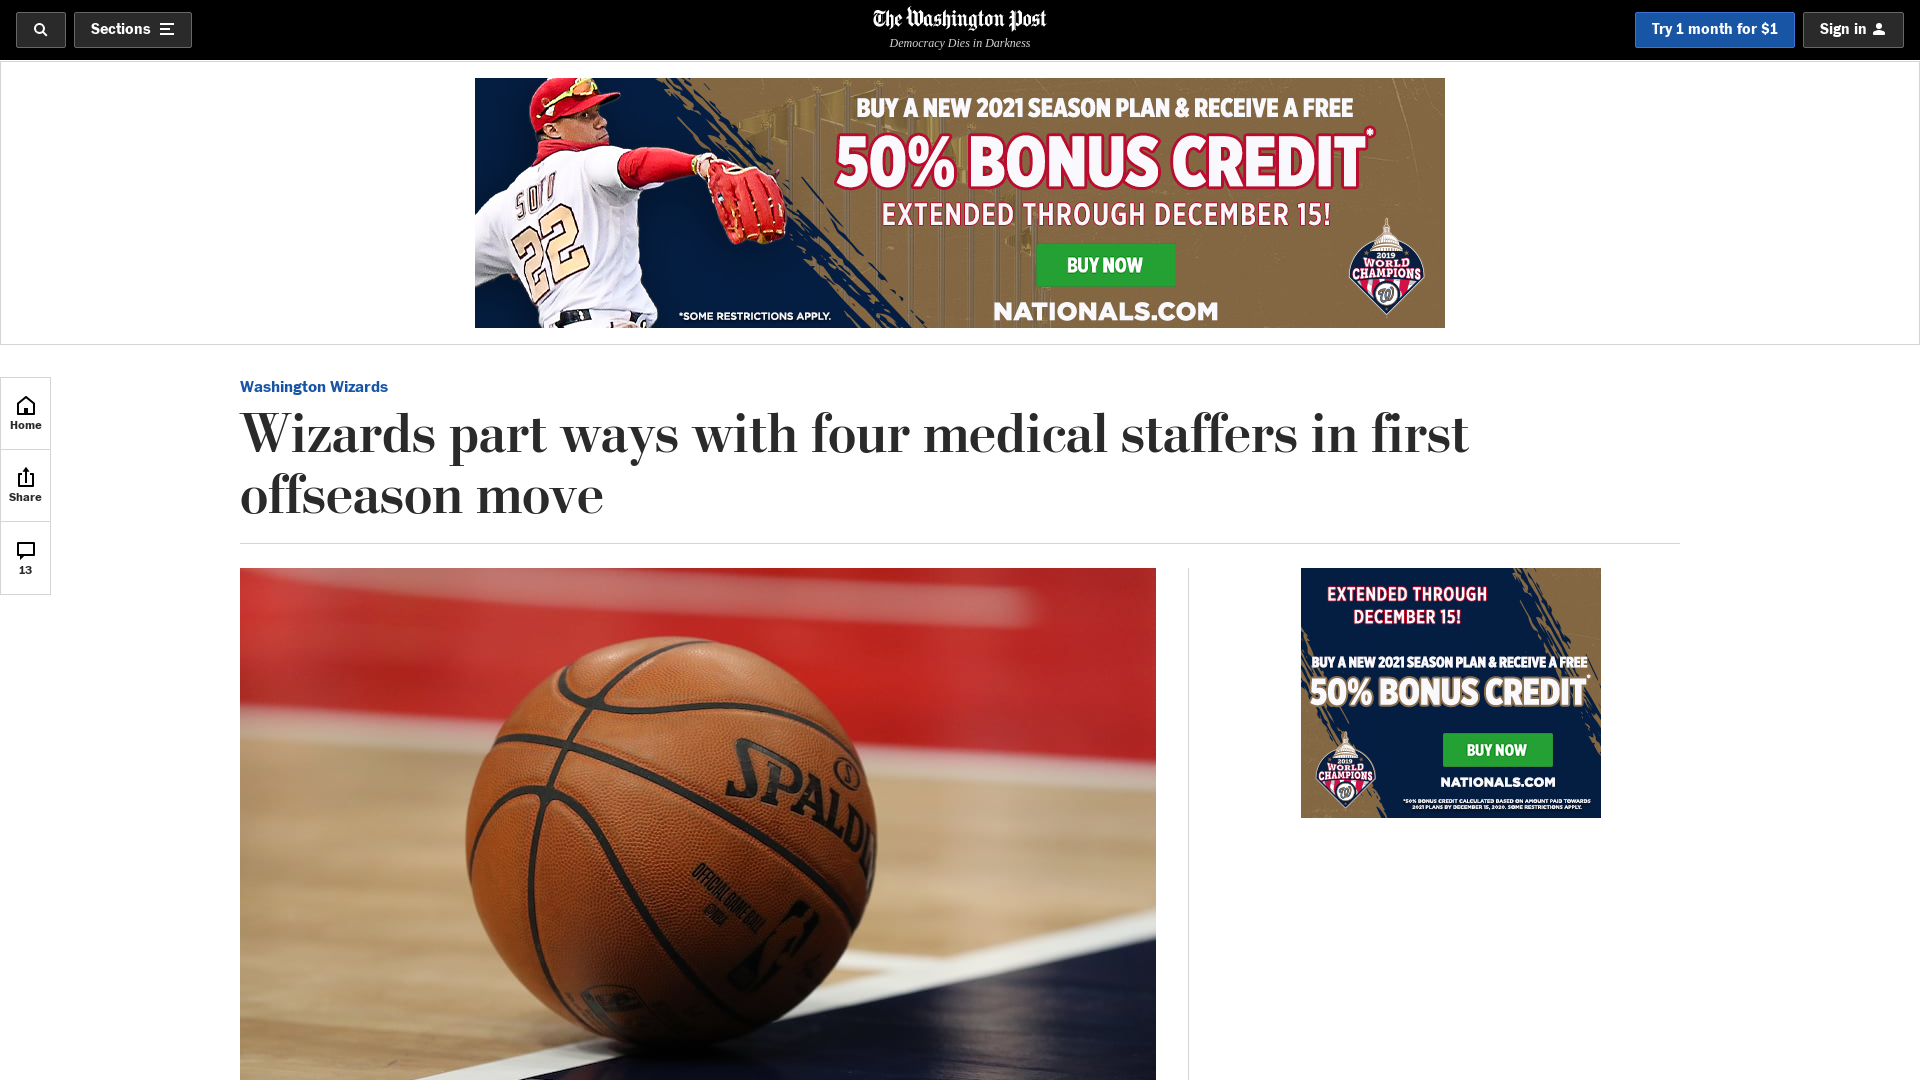 Sections
The Washington Post
Democracy Dies in Darkness
Try 1 month for $1
Sign in
BUY A NEW 2021 SEASON PLAN & RECEIVE A FREE
50% BONUS CREDIT*
EXTENDED THROUGH DECEMBER 15!
BUY NOW
NATIONALS.COM
*SOME RESTRICTIONS APPLY.
22
2019
WORLD
CHAMPIONS
W
Home
Share
13
Washington Wizards
Wizards part ways with four medical staffers in first
offseason move
SPALD
OFFICIAL GAME BALL
©NBA
EXTENDED THROUGH
DECEMBER 15!
BUY A NEW 2021 SEASON PLAN & RECEIVE A FREE
50% BONUS CREDIT*
BUY NOW
NATIONALS.COM
2019
WORLD
CHAMPIONS
W
*50% BONUS CREDIT CALCULATED BASED ON AMOUNT PAID TOWARDS
2021 PLANS BY DECEMBER 15, 2020. SOME RESTRICTIONS APPLY.